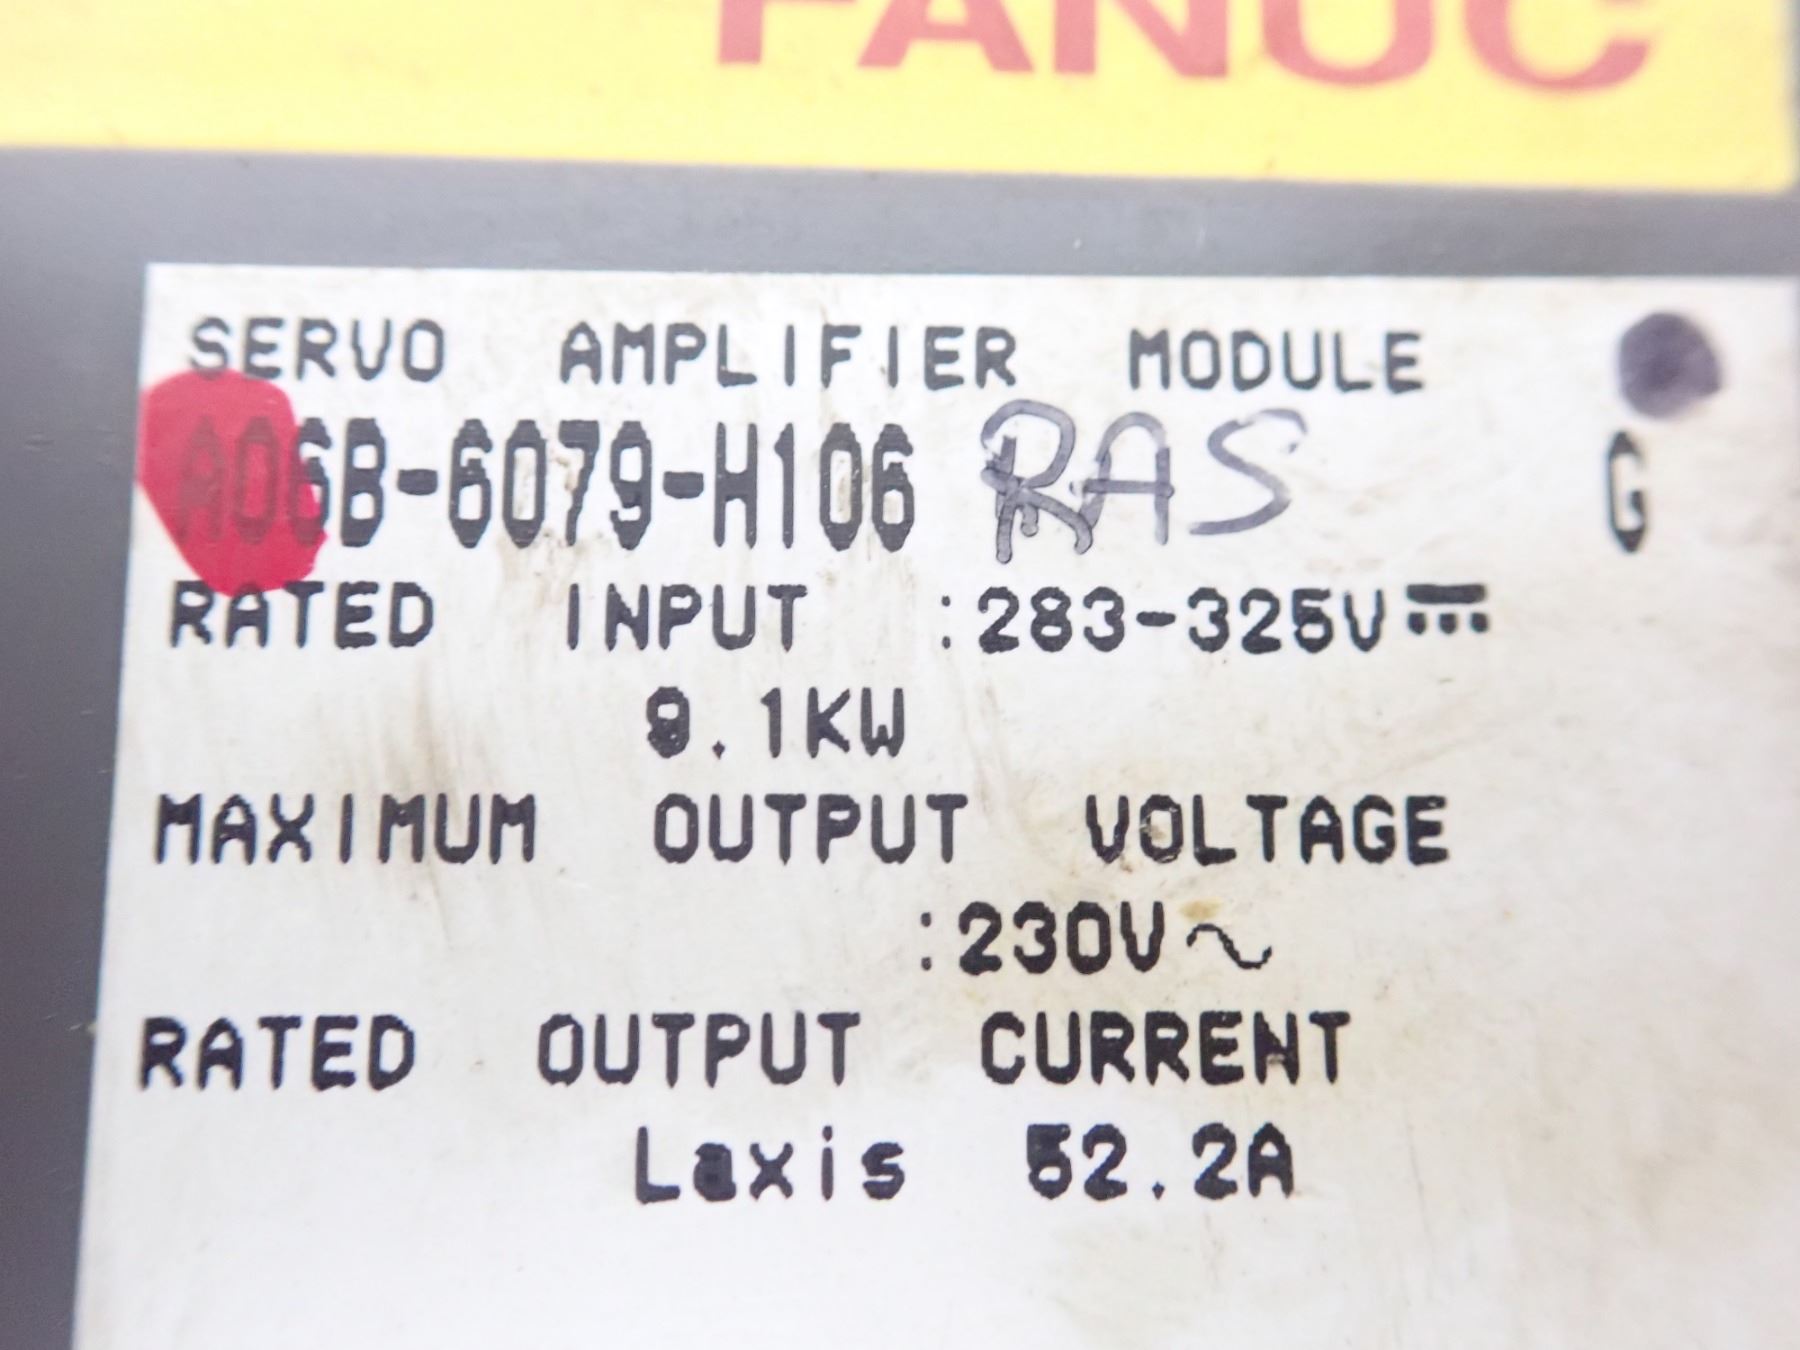 FANUC
SERVO AMPLIFIER MODULE
A06B-6079-H106 RAS G
RATED INPUT :283-325V⎓
9.1KW
MAXIMUM OUTPUT VOLTAGE
:230V~
RATED OUTPUT CURRENT
Laxis 52.2A